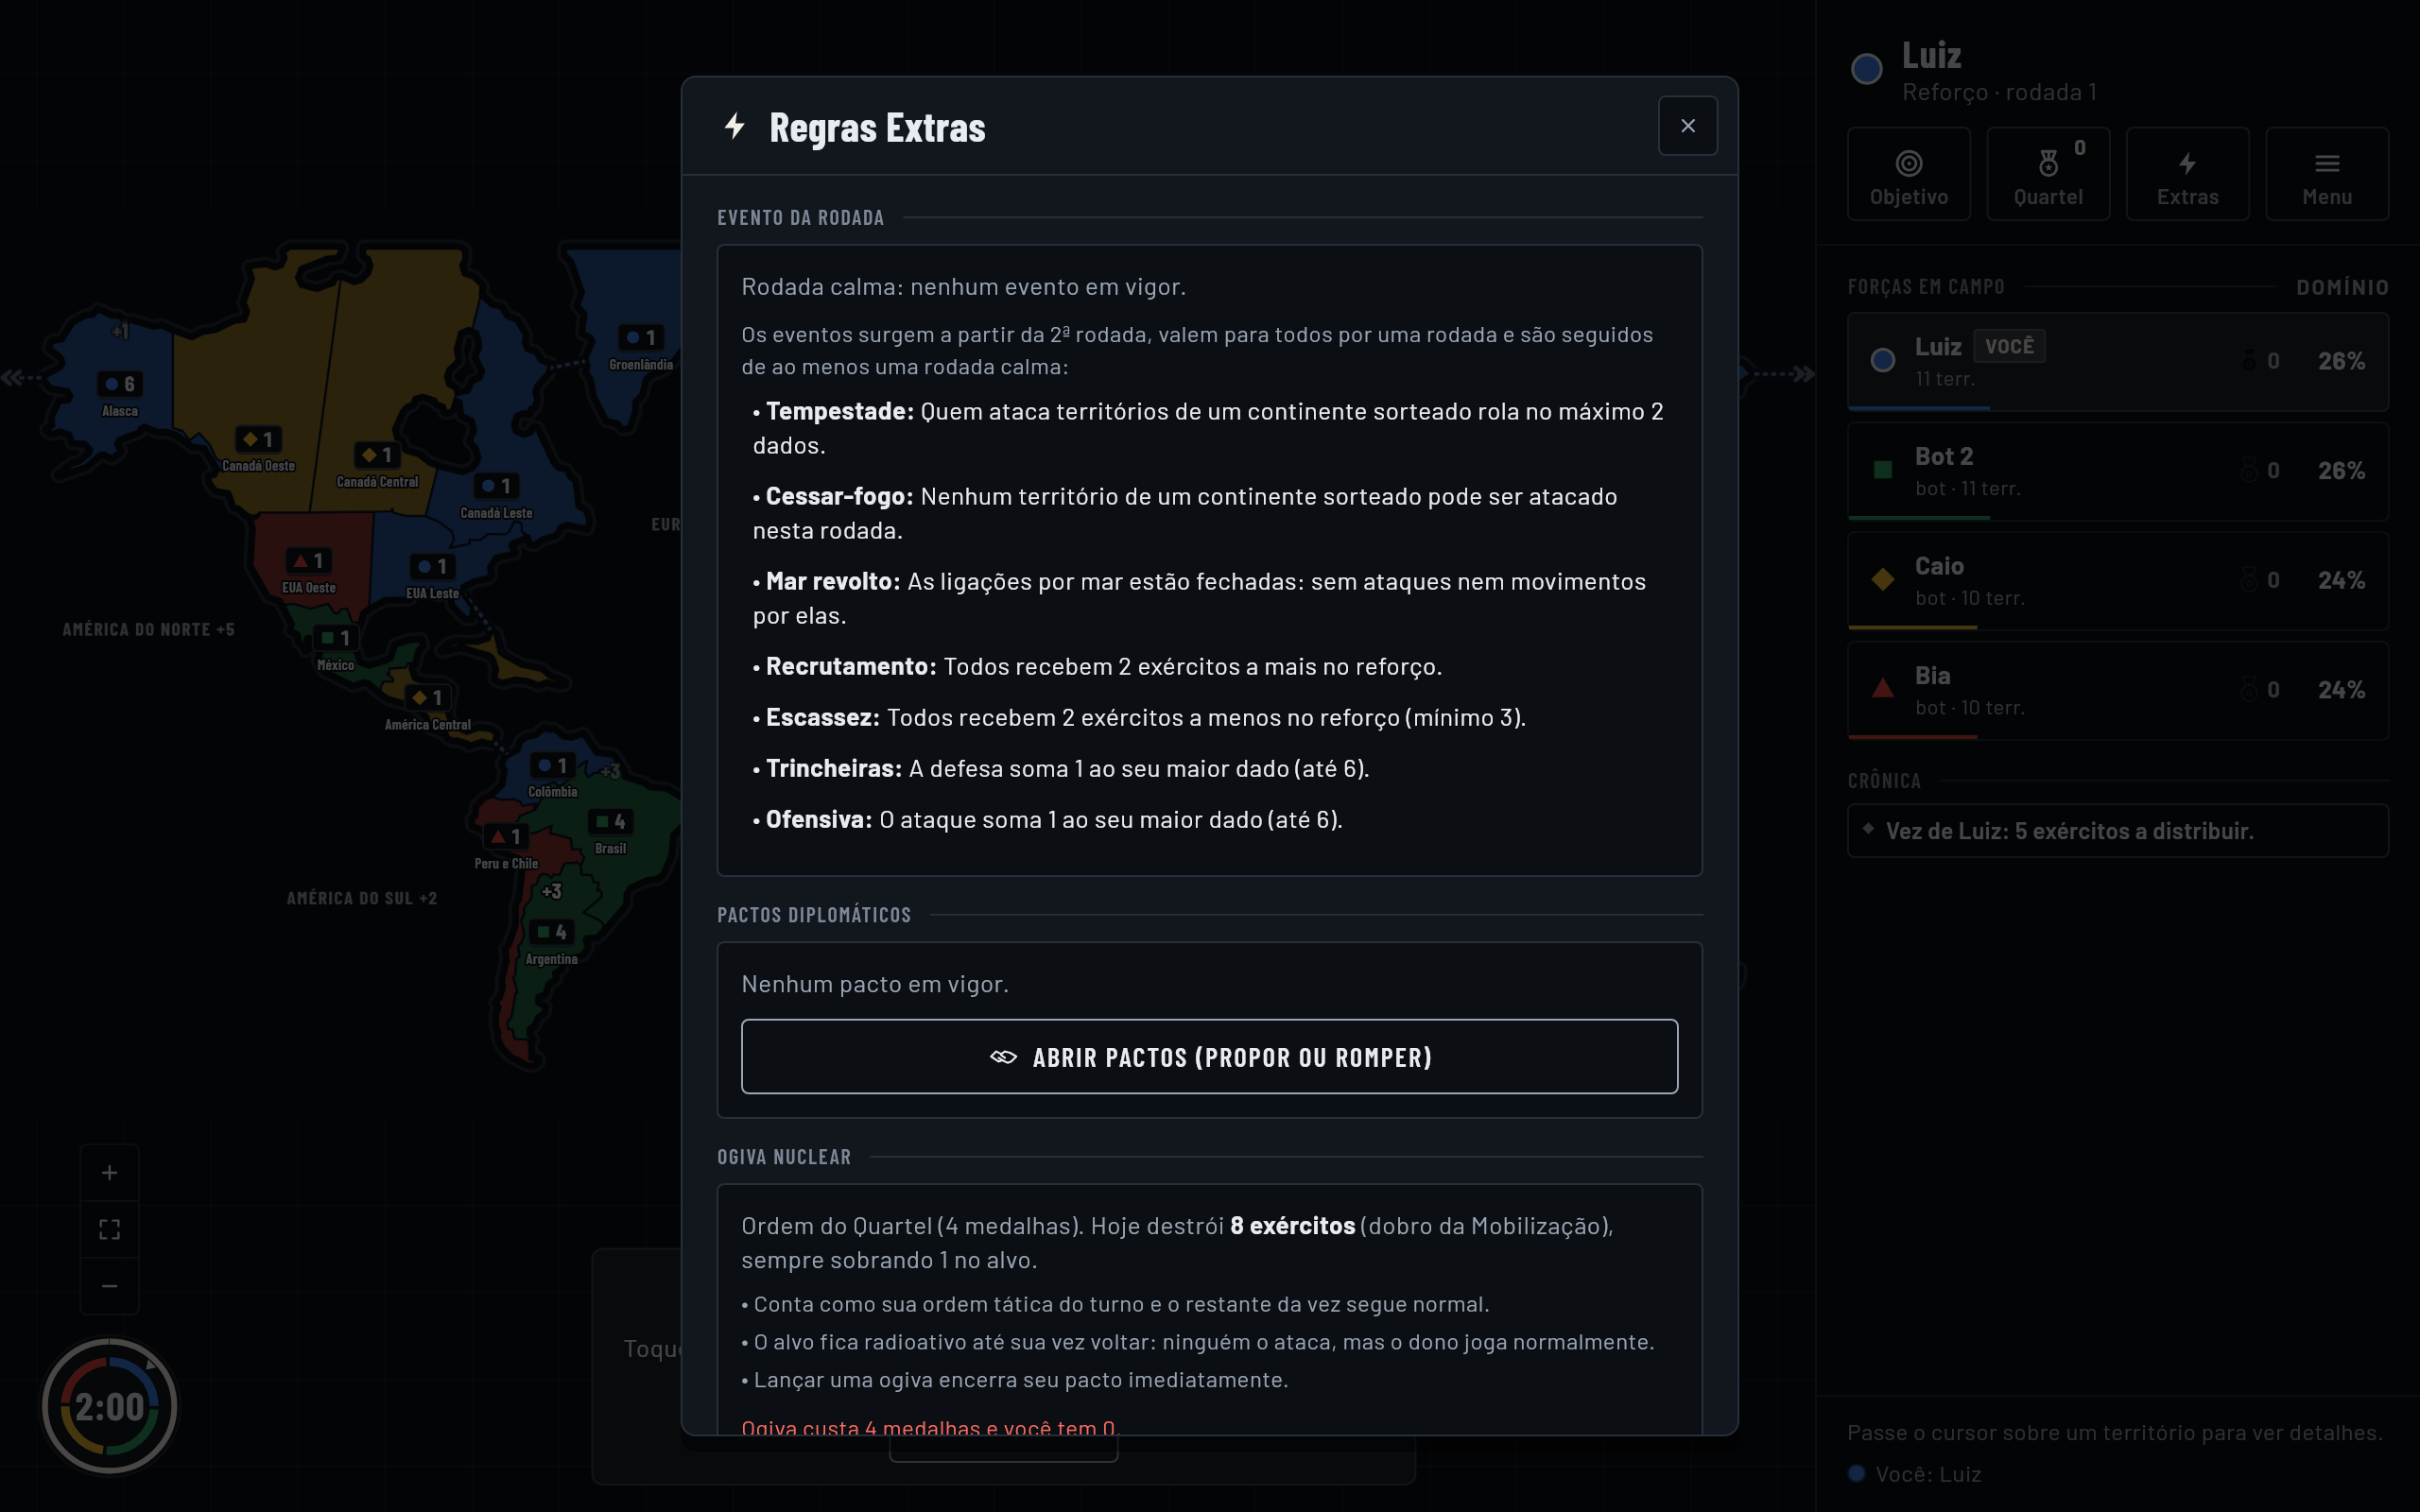 Regras Extras
EVENTO DA RODADA
Rodada calma: nenhum evento em vigor.
Os eventos surgem a partir da 2ª rodada, valem para todos por uma rodada e são seguidos
de ao menos uma rodada calma:
• Tempestade: Quem ataca territórios de um continente sorteado rola no máximo 2
dados.
• Cessar-fogo: Nenhum território de um continente sorteado pode ser atacado
nesta rodada.
• Mar revolto: As ligações por mar estão fechadas: sem ataques nem movimentos
por elas.
• Recrutamento: Todos recebem 2 exércitos a mais no reforço.
• Escassez: Todos recebem 2 exércitos a menos no reforço (mínimo 3).
• Trincheiras: A defesa soma 1 ao seu maior dado (até 6).
• Ofensiva: O ataque soma 1 ao seu maior dado (até 6).
PACTOS DIPLOMÁTICOS
Nenhum pacto em vigor.
ABRIR PACTOS (PROPOR OU ROMPER)
OGIVA NUCLEAR
Ordem do Quartel (4 medalhas). Hoje destrói 8 exércitos (dobro da Mobilização),
sempre sobrando 1 no alvo.
• Conta como sua ordem tática do turno e o restante da vez segue normal.
• O alvo fica radioativo até sua vez voltar: ninguém o ataca, mas o dono joga normalmente.
• Lançar uma ogiva encerra seu pacto imediatamente.
Ogiva custa 4 medalhas e você tem 0.
+1
6
Alasca
1
Canadá Oeste
1
Canadá Central
1
Canadá Leste
1
Groenlândia
1
EUA Oeste
1
EUA Leste
1
México
1
América Central
AMÉRICA DO NORTE +5
EUR
1
Colômbia
+3
4
Brasil
1
Peru e Chile
+3
4
Argentina
AMÉRICA DO SUL +2
+
−
2:00
Toqu
Luiz
Reforço · rodada 1
Objetivo
0
Quartel
Extras
Menu
FORÇAS EM CAMPO
DOMÍNIO
Luiz VOCÊ 0 26%
11 terr.
Bot 2 0 26%
bot · 11 terr.
Caio 0 24%
bot · 10 terr.
Bia 0 24%
bot · 10 terr.
CRÔNICA
Vez de Luiz: 5 exércitos a distribuir.
Passe o cursor sobre um território para ver detalhes.
Você: Luiz